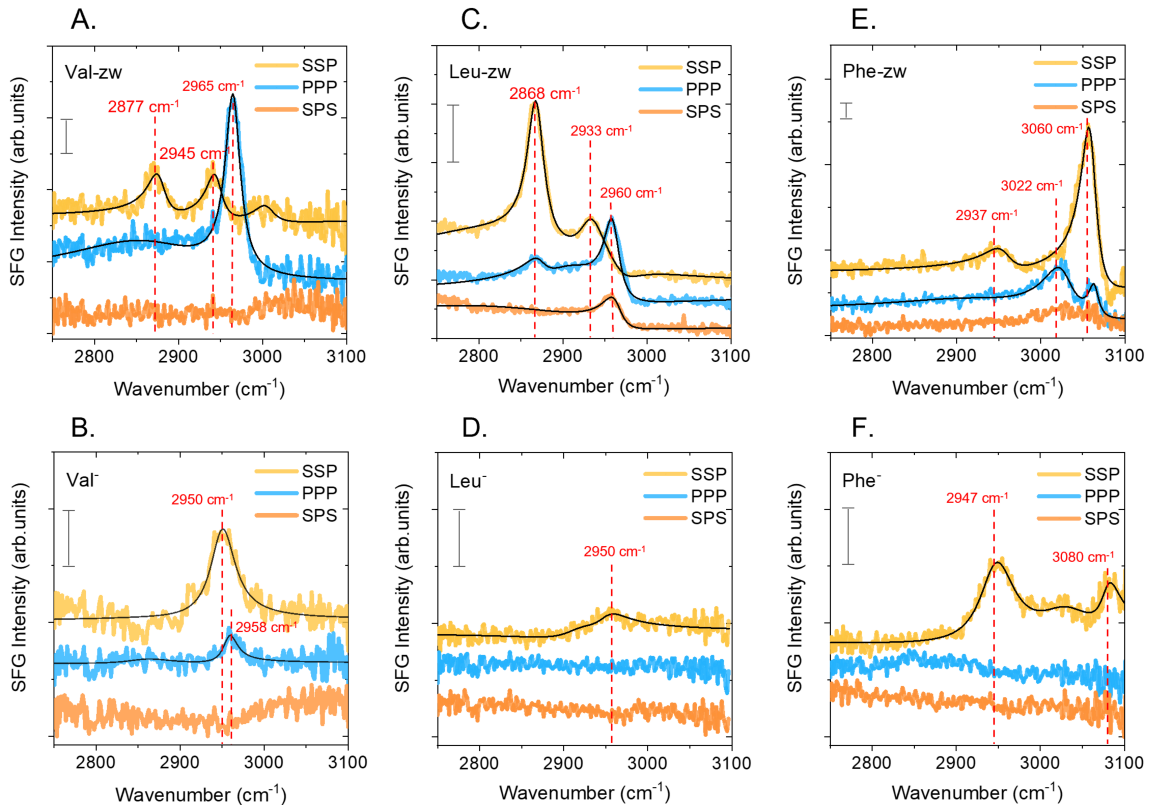 A.
SFG Intensity (arb.units)
Val-zw
SSP
PPP
SPS
2877 cm⁻¹
2945 cm⁻¹
2965 cm⁻¹
2800 2900 3000 3100
Wavenumber (cm⁻¹)
C.
SFG Intensity (arb.units)
Leu-zw
SSP
PPP
SPS
2868 cm⁻¹
2933 cm⁻¹
2960 cm⁻¹
2800 2900 3000 3100
Wavenumber (cm⁻¹)
E.
SFG Intensity (arb.units)
Phe-zw
SSP
PPP
SPS
3060 cm⁻¹
3022 cm⁻¹
2937 cm⁻¹
2800 2900 3000 3100
Wavenumber (cm⁻¹)
B.
SFG Intensity (arb.units)
Val⁻
SSP
PPP
SPS
2950 cm⁻¹
2958 cm⁻¹
2800 2900 3000 3100
Wavenumber (cm⁻¹)
D.
SFG Intensity (arb.units)
Leu⁻
SSP
PPP
SPS
2950 cm⁻¹
2800 2900 3000 3100
Wavenumber (cm⁻¹)
F.
SFG Intensity (arb.units)
Phe⁻
SSP
PPP
SPS
2947 cm⁻¹
3080 cm⁻¹
2800 2900 3000 3100
Wavenumber (cm⁻¹)